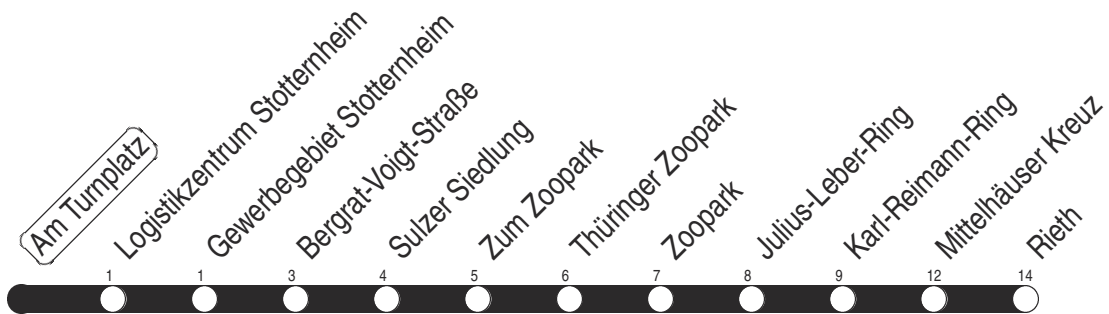 Am Turnplatz
Logistikzentrum Stotternheim
Gewerbegebiet Stotternheim
Bergrat-Voigt-Straße
Sulzer Siedlung
Zum Zoopark
Thüringer Zoopark
Zoopark
Julius-Leber-Ring
Karl-Reimann-Ring
Mittelhäuser Kreuz
Rieth
1 1 3 4 5 6 7 8 9 12 14